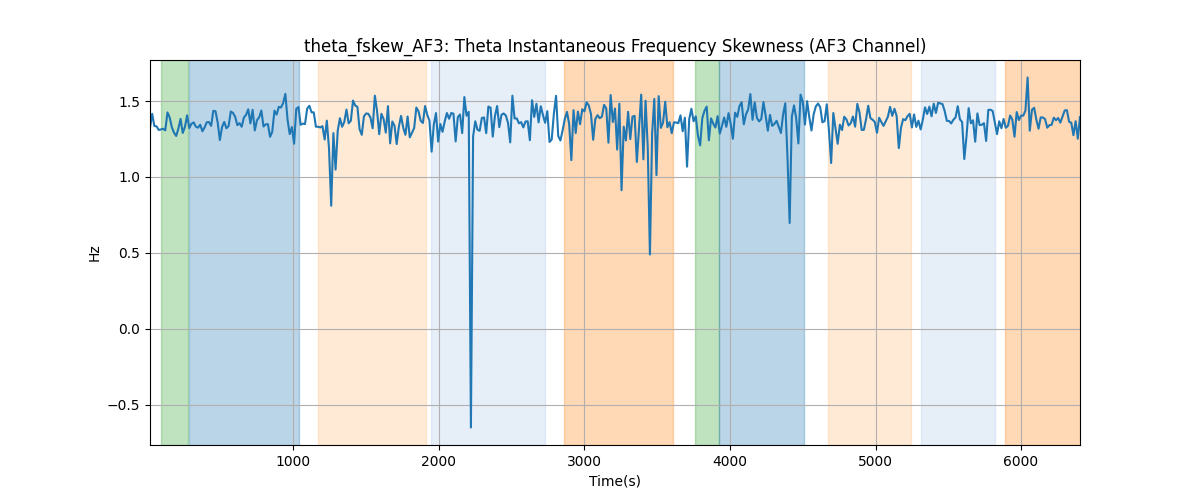 theta_fskew_AF3: Theta Instantaneous Frequency Skewness (AF3 Channel)
Hz
1.5
1.0
0.5
0.0
−0.5
1000 2000 3000 4000 5000 6000
Time(s)